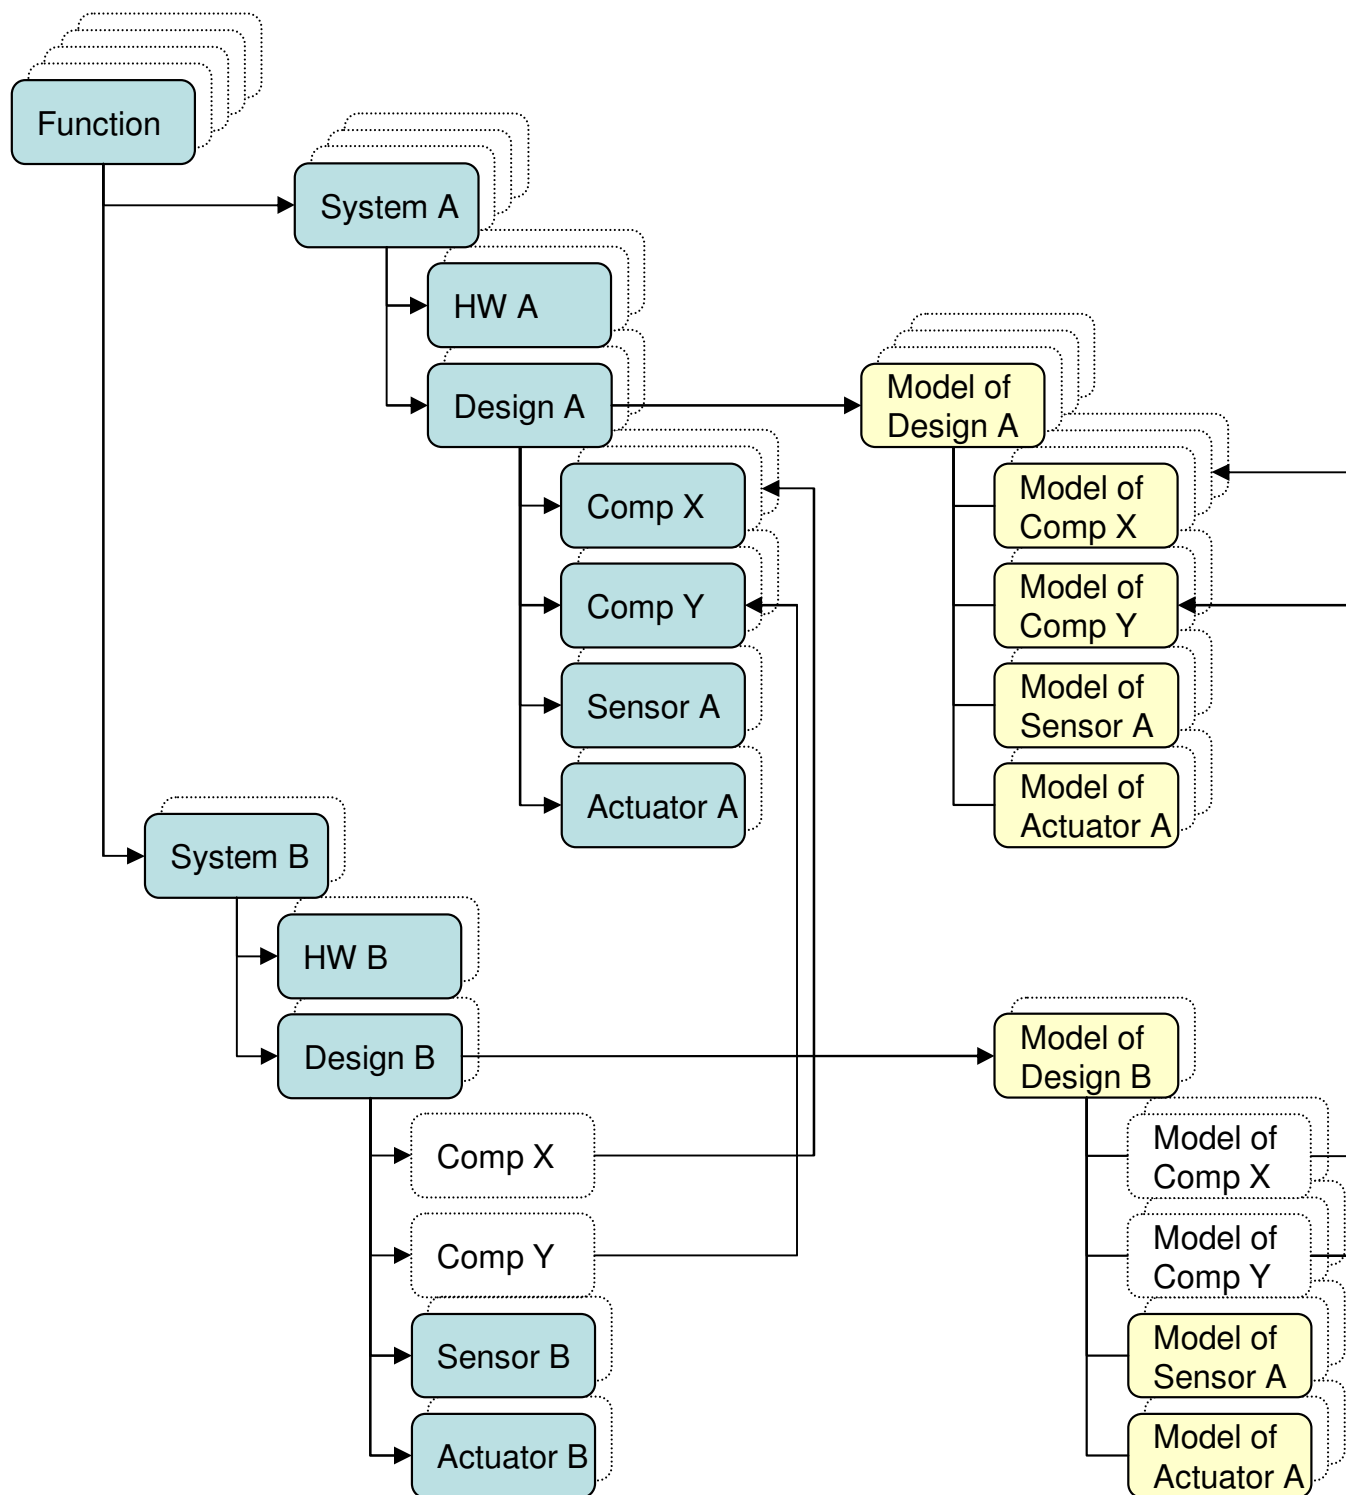 Function
System A
HW A
Design A
Model of
Design A
Comp X
Model of
Comp X
Comp Y
Model of
Comp Y
Sensor A
Model of
Sensor A
Actuator A
Model of
Actuator A
System B
HW B
Design B
Model of
Design B
Comp X
Model of
Comp X
Comp Y
Model of
Comp Y
Sensor B
Model of
Sensor A
Actuator B
Model of
Actuator A